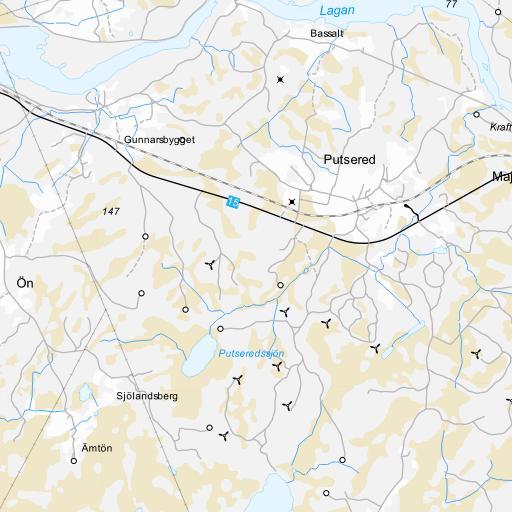 Lagan
77
Bassalt
Gunnarsbygget
Kraft
Putsered
Maj
15
147
Ön
Putseredssjön
Sjölandsberg
Ämtön